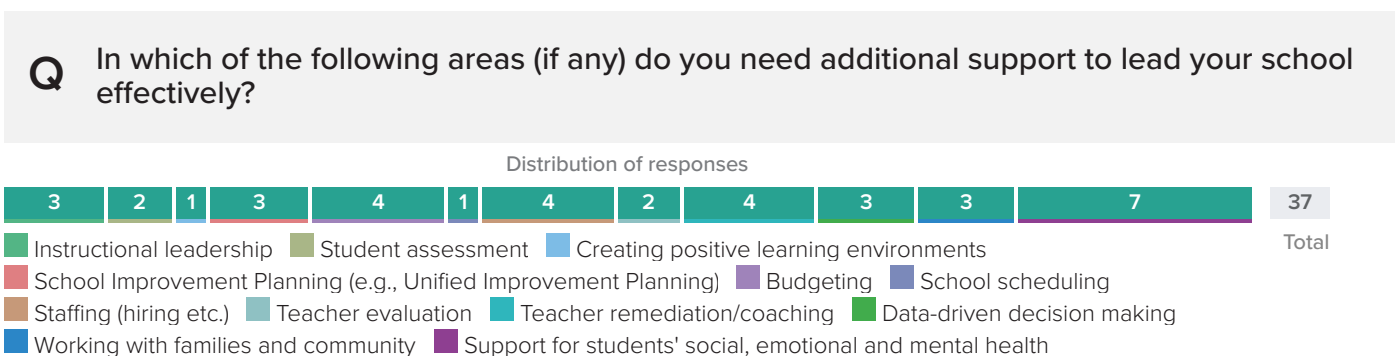 Q In which of the following areas (if any) do you need additional support to lead your school
effectively?
Distribution of responses
3 2 1 3 4 1 4 2 4 3 3 7 37
Total
Instructional leadership Student assessment Creating positive learning environments
School Improvement Planning (e.g., Unified Improvement Planning) Budgeting School scheduling
Staffing (hiring etc.) Teacher evaluation Teacher remediation/coaching Data-driven decision making
Working with families and community Support for students' social, emotional and mental health